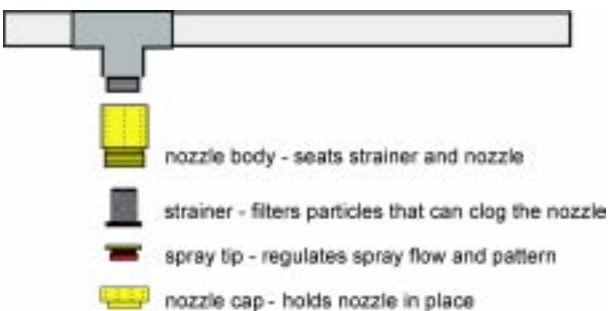 nozzle body - seats strainer and nozzle
strainer - filters particles that can clog the nozzle
spray tip - regulates spray flow and pattern
nozzle cap - holds nozzle in place